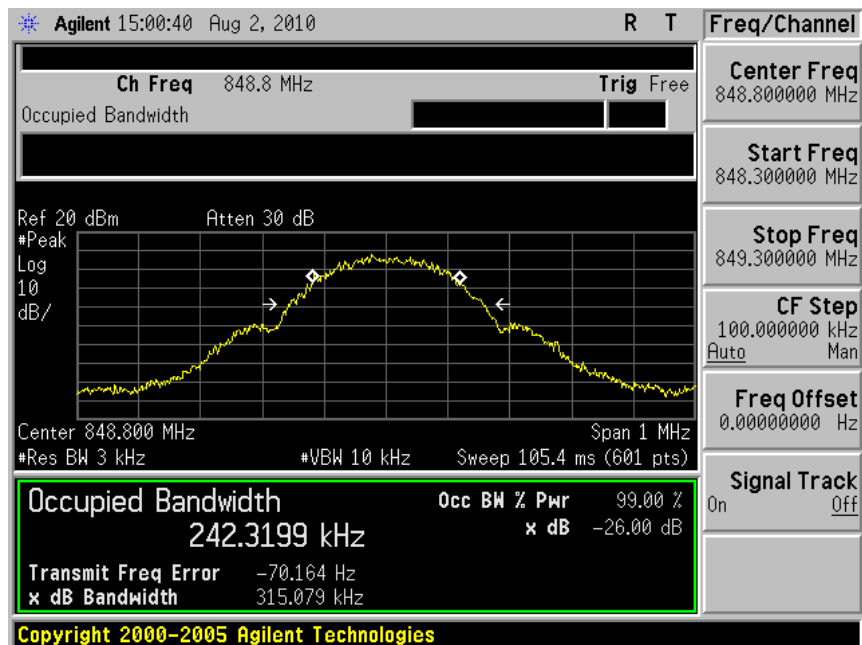 Agilent 15:00:40 Aug 2, 2010 R T
Ch Freq 848.8 MHz Trig Free
Occupied Bandwidth
Ref 20 dBm Atten 30 dB
#Peak
Log
10
dB/
Center 848.800 MHz Span 1 MHz
#Res BW 3 kHz #VBW 10 kHz Sweep 105.4 ms (601 pts)
Occupied Bandwidth Occ BW % Pwr 99.00 %
242.3199 kHz x dB -26.00 dB
Transmit Freq Error -70.164 Hz
x dB Bandwidth 315.079 kHz
Copyright 2000-2005 Agilent Technologies
Freq/Channel
Center Freq
848.800000 MHz
Start Freq
848.300000 MHz
Stop Freq
849.300000 MHz
CF Step
100.000000 kHz
Auto Man
Freq Offset
0.00000000 Hz
Signal Track
On Off